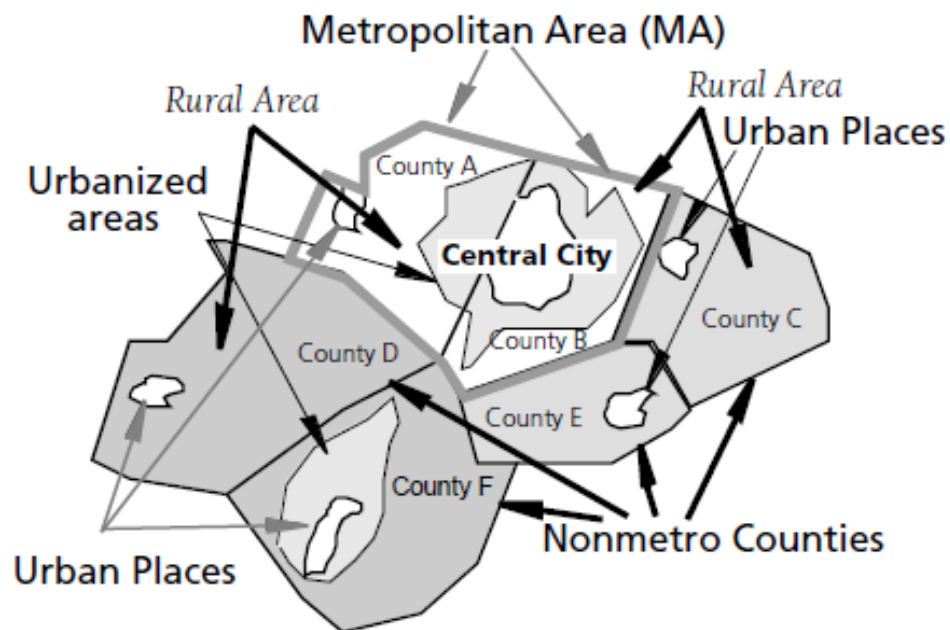 Metropolitan Area (MA)
Rural Area
Rural Area
Urban Places
County A
Urbanized
areas
Central City
County C
County B
County D
County E
County F
Nonmetro Counties
Urban Places